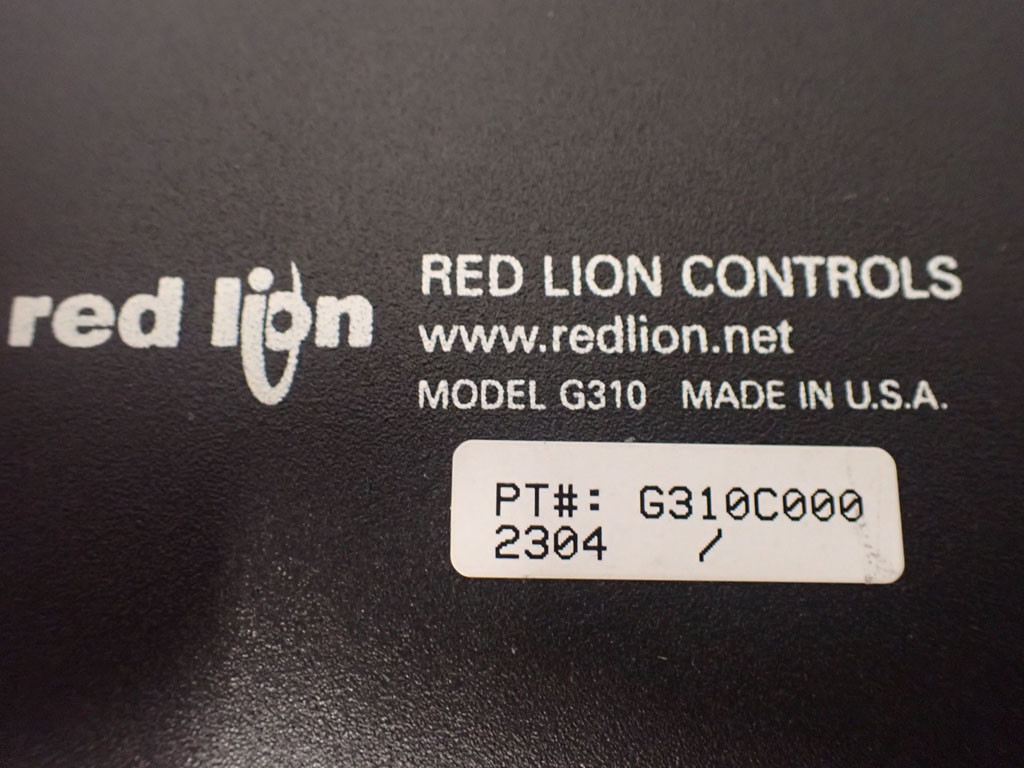 red lion
RED LION CONTROLS
www.redlion.net
MODEL G310 MADE IN U.S.A.
PT#: G310C000
2304 /